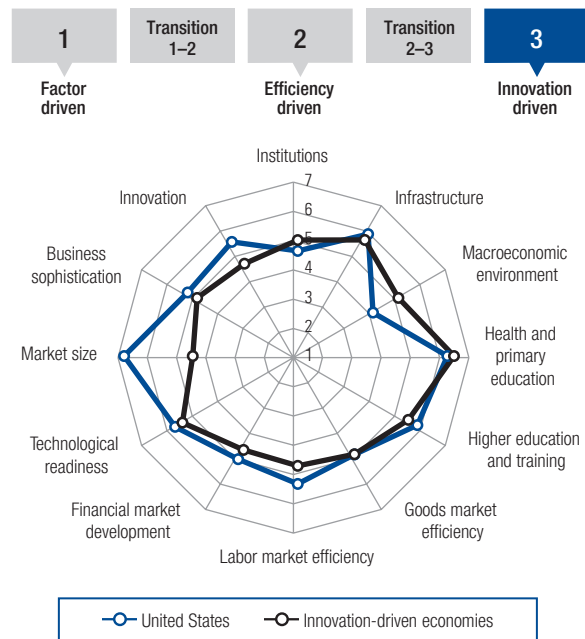 1
Transition
1–2
2
Transition
2–3
3
Factor
driven
Efficiency
driven
Innovation
driven
Institutions
7
Innovation
Infrastructure
6
5
Business
sophistication
Macroeconomic
environment
4
3
2
Market size
1
Health and
primary
education
Technological
readiness
Higher education
and training
Financial market
development
Goods market
efficiency
Labor market efficiency
United States
Innovation-driven economies